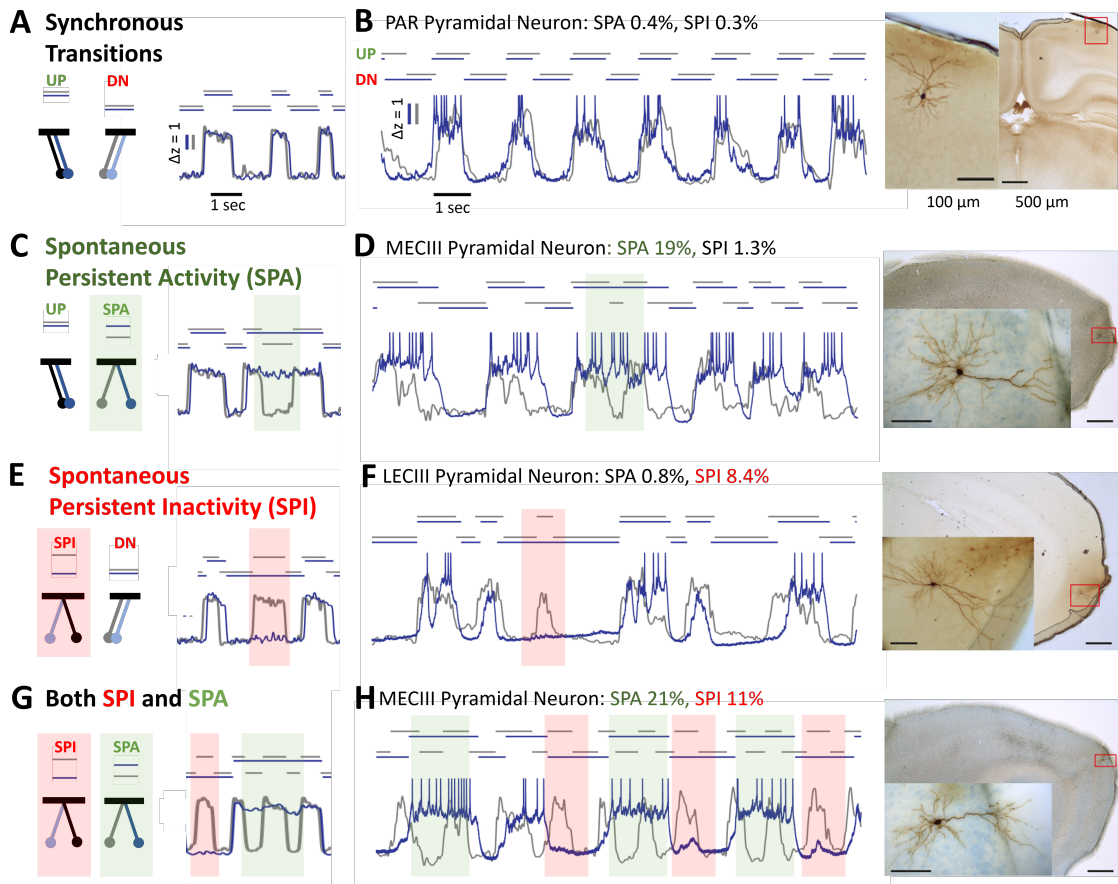 A Synchronous
Transitions
UP DN
Δz = 1
1 sec
B PAR Pyramidal Neuron: SPA 0.4%, SPI 0.3%
UP
DN
Δz = 1
1 sec
100 µm 500 µm
C Spontaneous
Persistent Activity (SPA)
UP SPA
D MECIII Pyramidal Neuron: SPA 19%, SPI 1.3%
E Spontaneous
Persistent Inactivity (SPI)
SPI DN
F LECIII Pyramidal Neuron: SPA 0.8%, SPI 8.4%
G Both SPI and SPA
SPI SPA
H MECIII Pyramidal Neuron: SPA 21%, SPI 11%